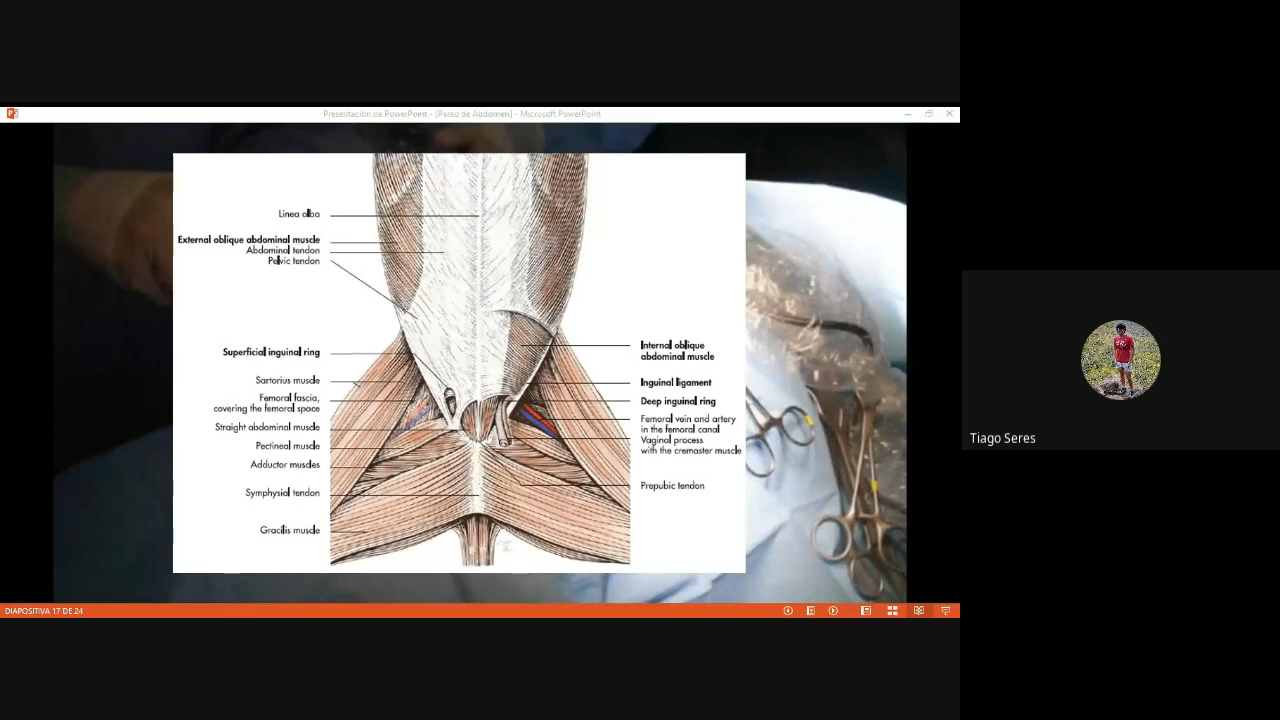 Presentación de PowerPoint - [Pared de Abdomen] - Microsoft PowerPoint
Linea alba
External oblique abdominal muscle
Abdominal tendon
Pelvic tendon
Superficial inguinal ring
Sartorius muscle
Femoral fascia,
covering the femoral space
Straight abdominal muscle
Pectineal muscle
Adductor muscles
Symphysial tendon
Gracilis muscle
Internal oblique
abdominal muscle
Inguinal ligament
Deep inguinal ring
Femoral vein and artery
in the femoral canal
Vaginal process
with the cremaster muscle
Prepubic tendon
Tiago Seres
DIAPOSITIVA 17 DE 24